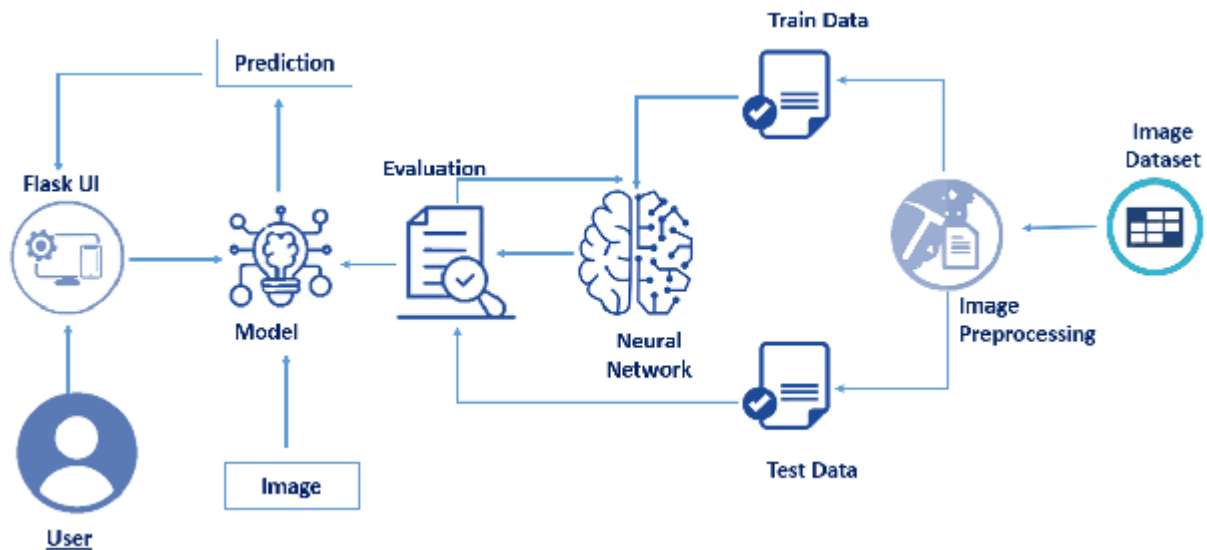 Train Data
Prediction
Image
Dataset
Evaluation
Flask UI
Image
Preprocessing
Model
Neural
Network
Test Data
Image
User